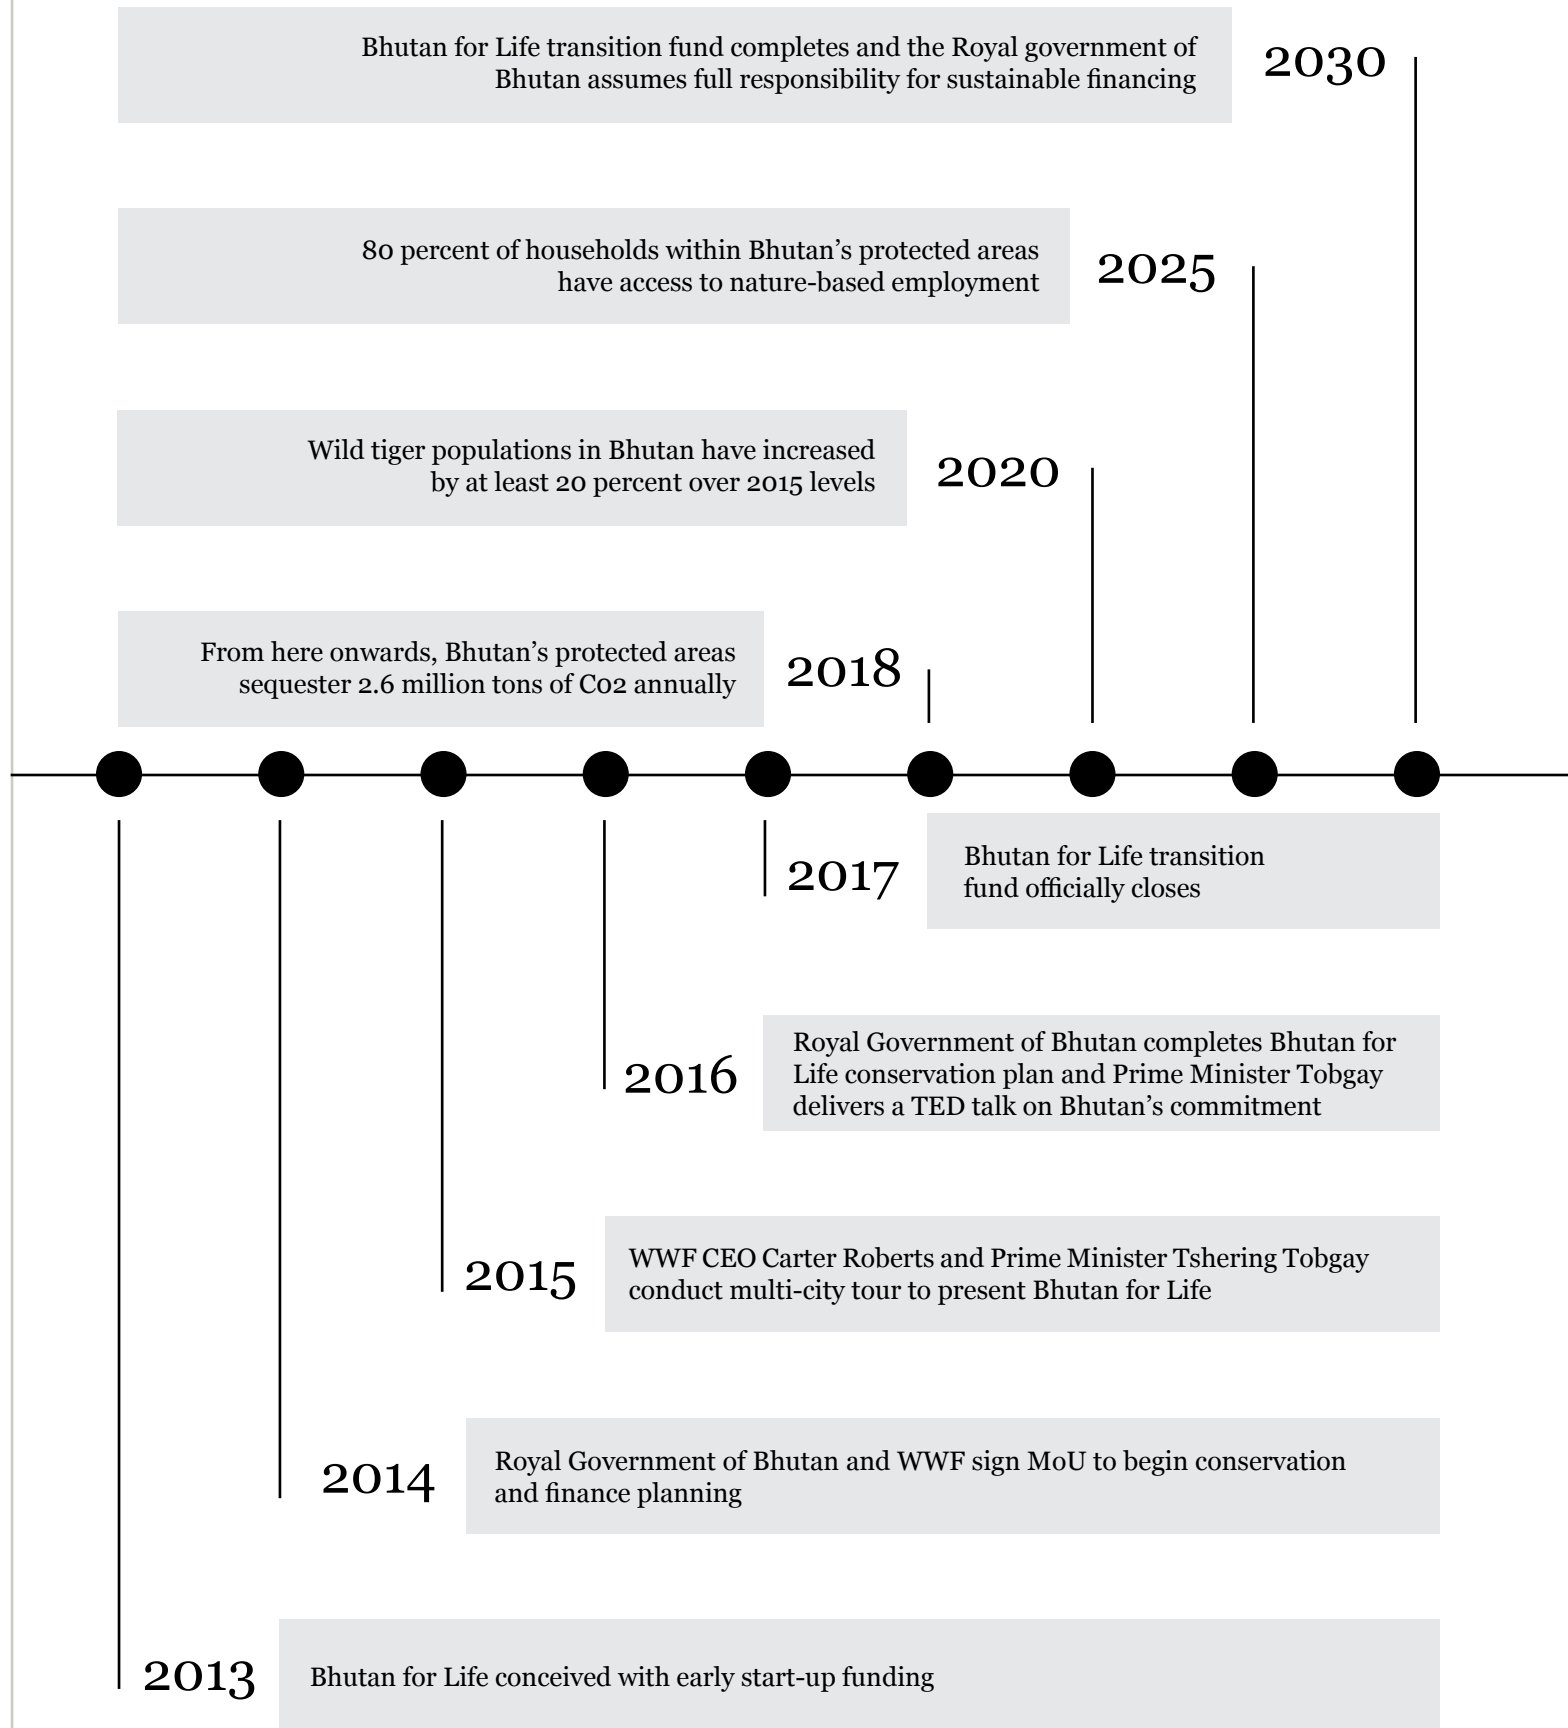 Bhutan for Life transition fund completes and the Royal government of
Bhutan assumes full responsibility for sustainable financing
2030
80 percent of households within Bhutan’s protected areas
have access to nature-based employment
2025
Wild tiger populations in Bhutan have increased
by at least 20 percent over 2015 levels
2020
From here onwards, Bhutan’s protected areas
sequester 2.6 million tons of C02 annually
2018
2017
Bhutan for Life transition
fund officially closes
2016
Royal Government of Bhutan completes Bhutan for
Life conservation plan and Prime Minister Tobgay
delivers a TED talk on Bhutan’s commitment
2015
WWF CEO Carter Roberts and Prime Minister Tshering Tobgay
conduct multi-city tour to present Bhutan for Life
2014
Royal Government of Bhutan and WWF sign MoU to begin conservation
and finance planning
2013
Bhutan for Life conceived with early start-up funding